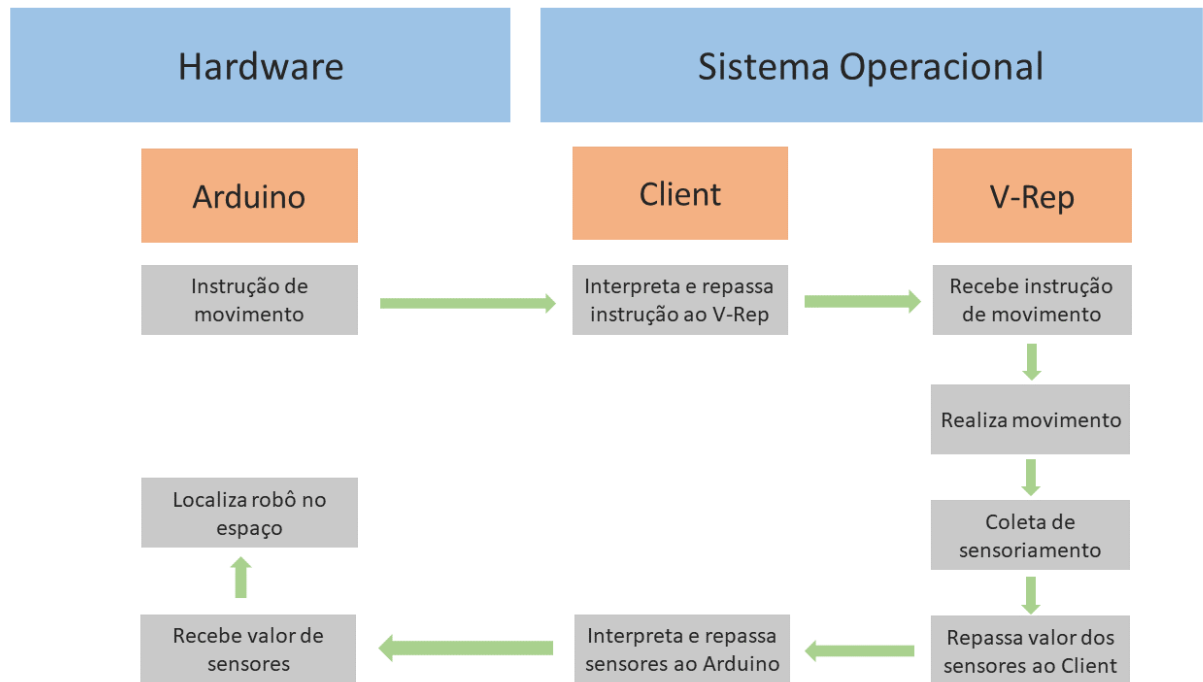 Hardware
Sistema Operacional
Arduino
Client
V-Rep
Instrução de
movimento
Interpreta e repassa
instrução ao V-Rep
Recebe instrução
de movimento
Realiza movimento
Localiza robô no
espaço
Coleta de
sensoriamento
Recebe valor de
sensores
Interpreta e repassa
sensores ao Arduino
Repassa valor dos
sensores ao Client